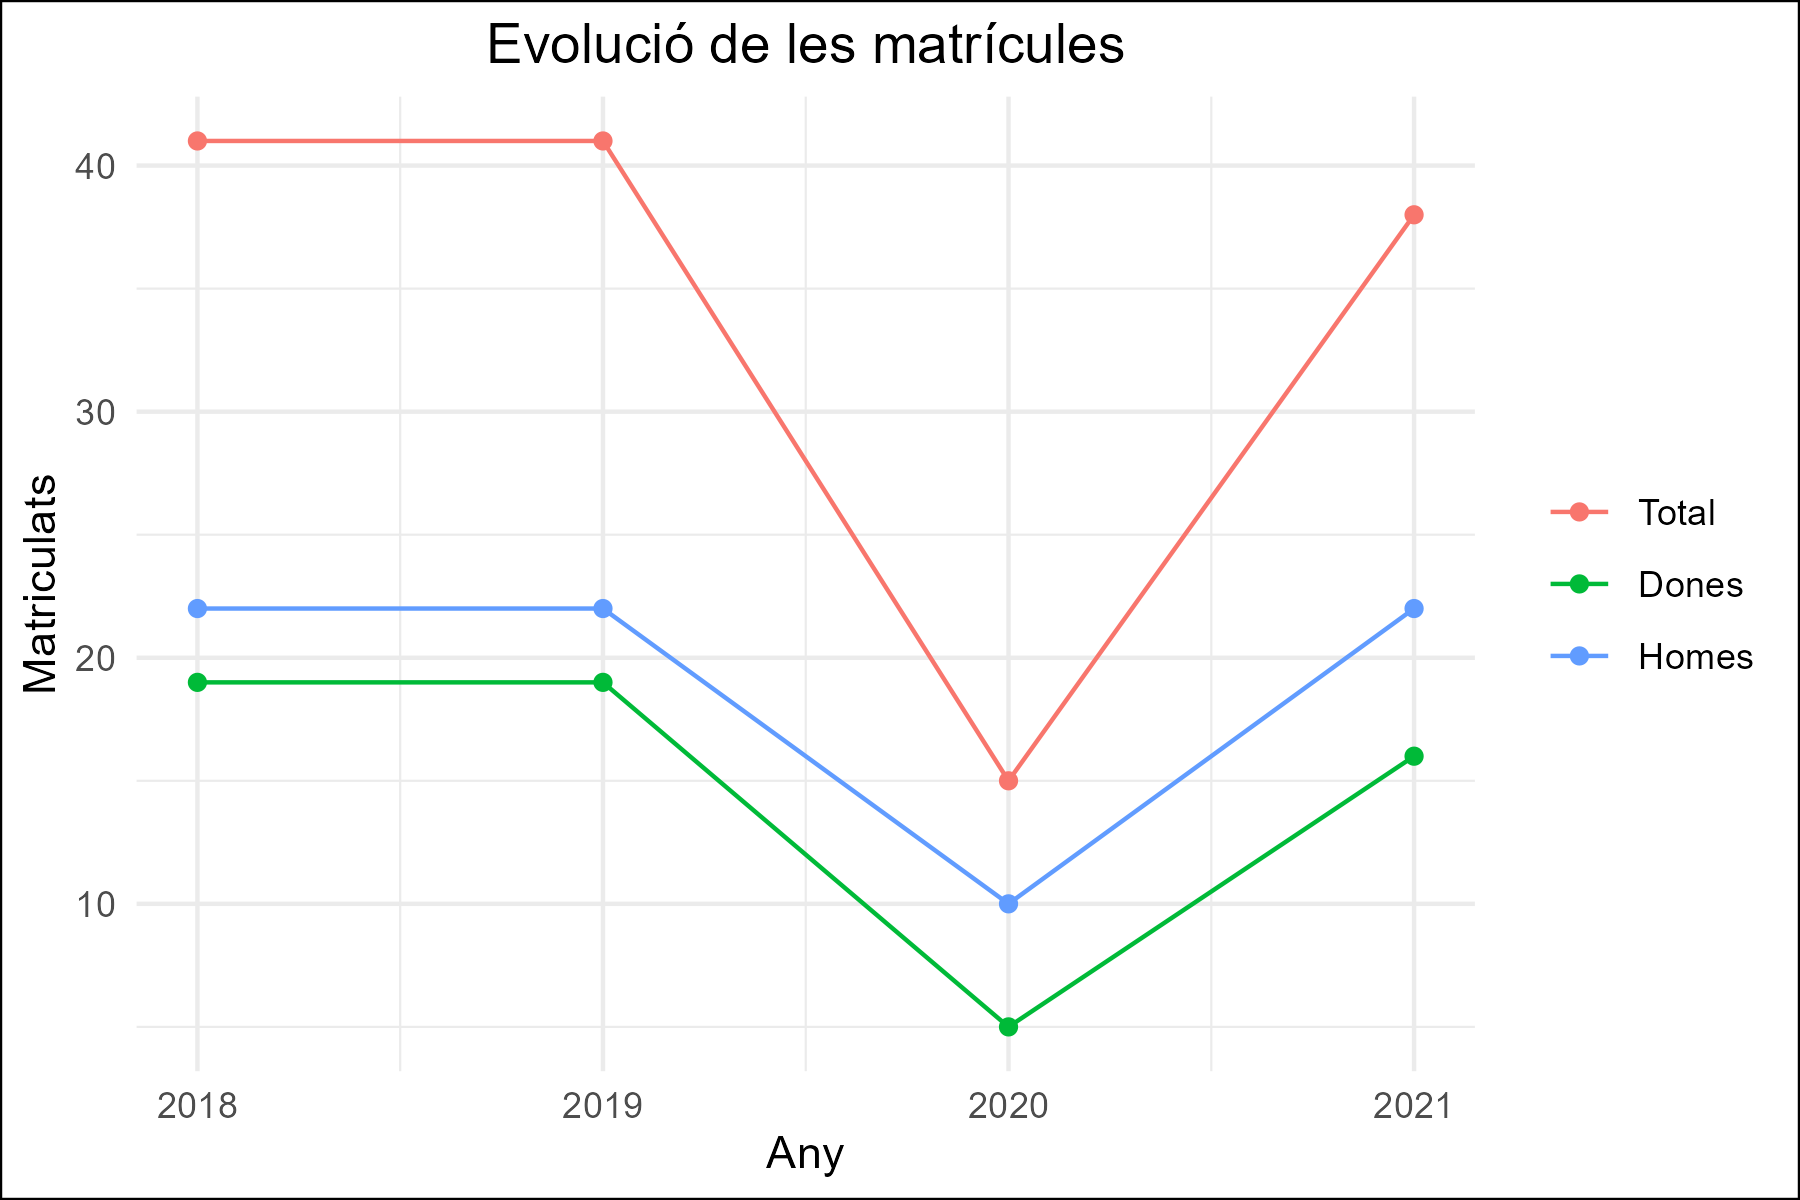 Evolució de les matrícules
40
30
20
10
Matriculats
2018
2019
2020
2021
Any
Total
Dones
Homes